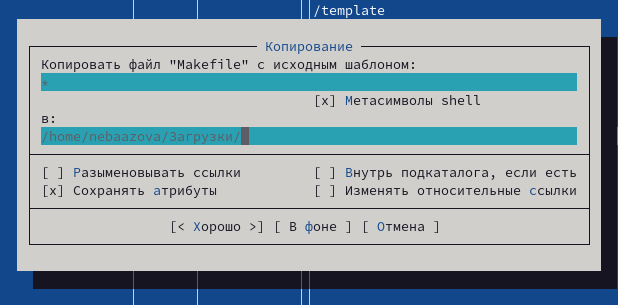 /template
Копирование
Копировать файл "Makefile" с исходным шаблоном:
*
[x] Метасимволы shell
в:
/home/nebaazova/Загрузки/
[ ] Разыменовывать ссылки [ ] Внутрь подкаталога, если есть
[x] Сохранять атрибуты [ ] Изменять относительные ссылки
[< Хорошо >] [ В фоне ] [ Отмена ]